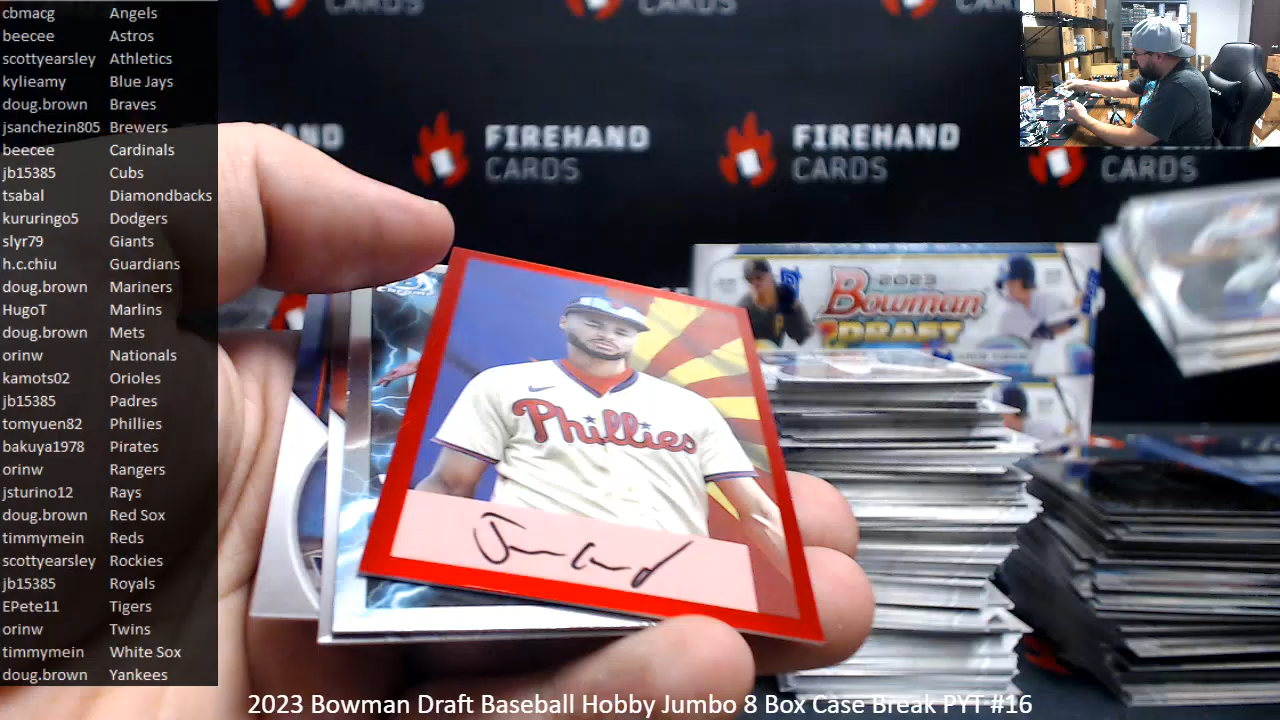 cbmacg Angels
beecee Astros
scottyearsley Athletics
kylieamy Blue Jays
doug.brown Braves
jsanchezin805 Brewers
beecee Cardinals
jb15385 Cubs
tsabal Diamondbacks
kururingo5 Dodgers
slyr79 Giants
h.c.chiu Guardians
doug.brown Mariners
HugoT Marlins
doug.brown Mets
orinw Nationals
kamots02 Orioles
jb15385 Padres
tomyuen82 Phillies
bakuya1978 Pirates
orinw Rangers
jsturino12 Rays
doug.brown Red Sox
timmymein Reds
scottyearsley Rockies
jb15385 Royals
EPete11 Tigers
orinw Twins
timmymein White Sox
doug.brown Yankees
CARDS
CARDS
FIREHAND
CARDS
FIREHAND
CARDS
CARDS
2023
Bowman
DRAFT
Phillies
2023 Bowman Draft Baseball Hobby Jumbo 8 Box Case Break PYT #16